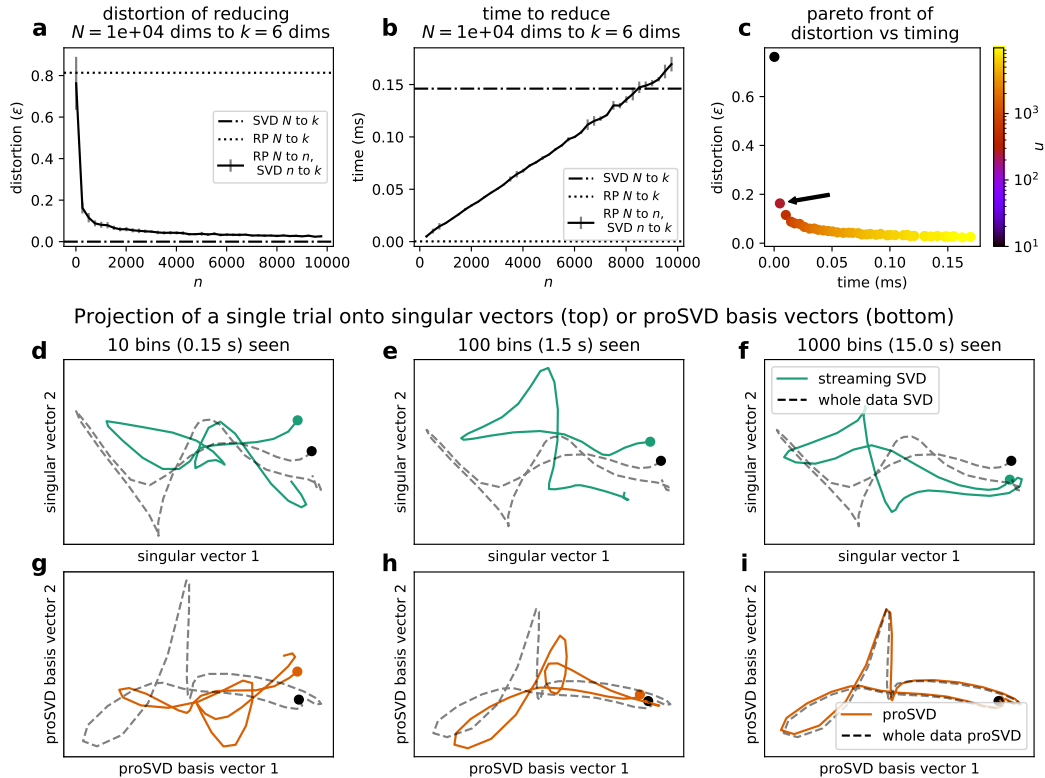 a
distortion of reducing
N = 1e+04 dims to k = 6 dims
distortion (ε)
0.8
0.6
0.4
0.2
0.0
SVD N to k
RP N to k
RP N to n,
SVD n to k
0
2000
4000
6000
8000
10000
n
b
time to reduce
N = 1e+04 dims to k = 6 dims
time (ms)
0.15
0.10
0.05
0.00
SVD N to k
RP N to k
RP N to n,
SVD n to k
0
2000
4000
6000
8000
10000
n
c
pareto front of
distortion vs timing
distortion (ε)
0.6
0.4
0.2
0.0
0.00
0.05
0.10
0.15
time (ms)
10³
10²
10¹
n
Projection of a single trial onto singular vectors (top) or proSVD basis vectors (bottom)
d
10 bins (0.15 s) seen
singular vector 2
singular vector 1
e
100 bins (1.5 s) seen
singular vector 2
singular vector 1
f
1000 bins (15.0 s) seen
streaming SVD
whole data SVD
singular vector 2
singular vector 1
g
proSVD basis vector 2
proSVD basis vector 1
h
proSVD basis vector 2
proSVD basis vector 1
i
proSVD basis vector 2
proSVD
whole data proSVD
proSVD basis vector 1